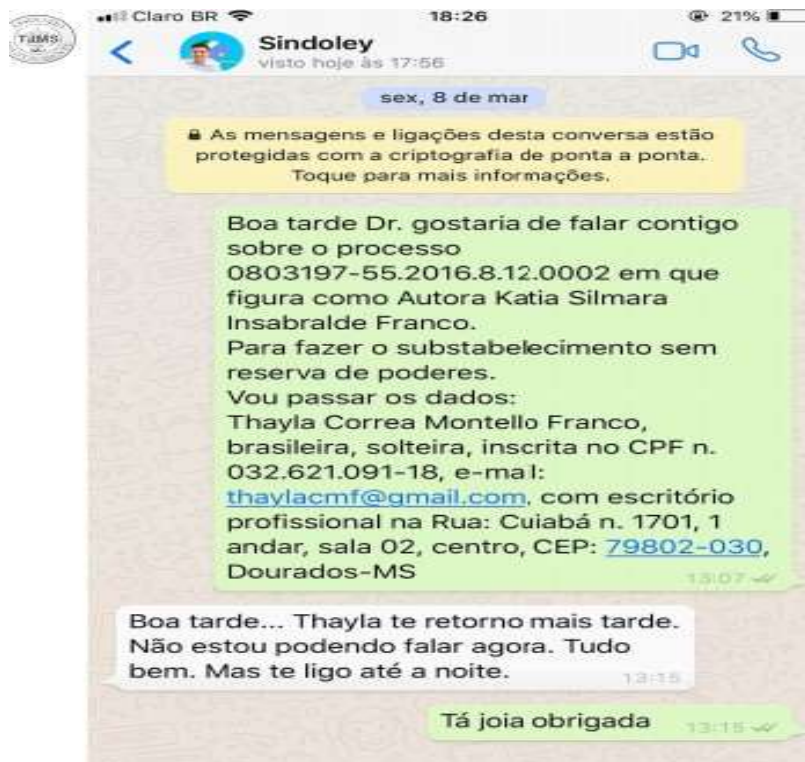 TJMS
Claro BR 18:26 21%
Sindoley
visto hoje às 17:56
sex, 8 de mar
As mensagens e ligações desta conversa estão
protegidas com a criptografia de ponta a ponta.
Toque para mais informações.
Boa tarde Dr. gostaria de falar contigo
sobre o processo
0803197-55.2016.8.12.0002 em que
figura como Autora Katia Silmara
Insabralde Franco.
Para fazer o substabelecimento sem
reserva de poderes.
Vou passar os dados:
Thayla Correa Montello Franco,
brasileira, solteira, inscrita no CPF n.
032.621.091-18, e-mal:
thaylacmf@gmail.com, com escritório
profissional na Rua: Cuiabá n. 1701, 1
andar, sala 02, centro, CEP: 79802-030,
Dourados-MS
13:07
Boa tarde... Thayla te retorno mais tarde.
Não estou podendo falar agora. Tudo
bem. Mas te ligo até a noite.
13:15
Tá joia obrigada
13:15